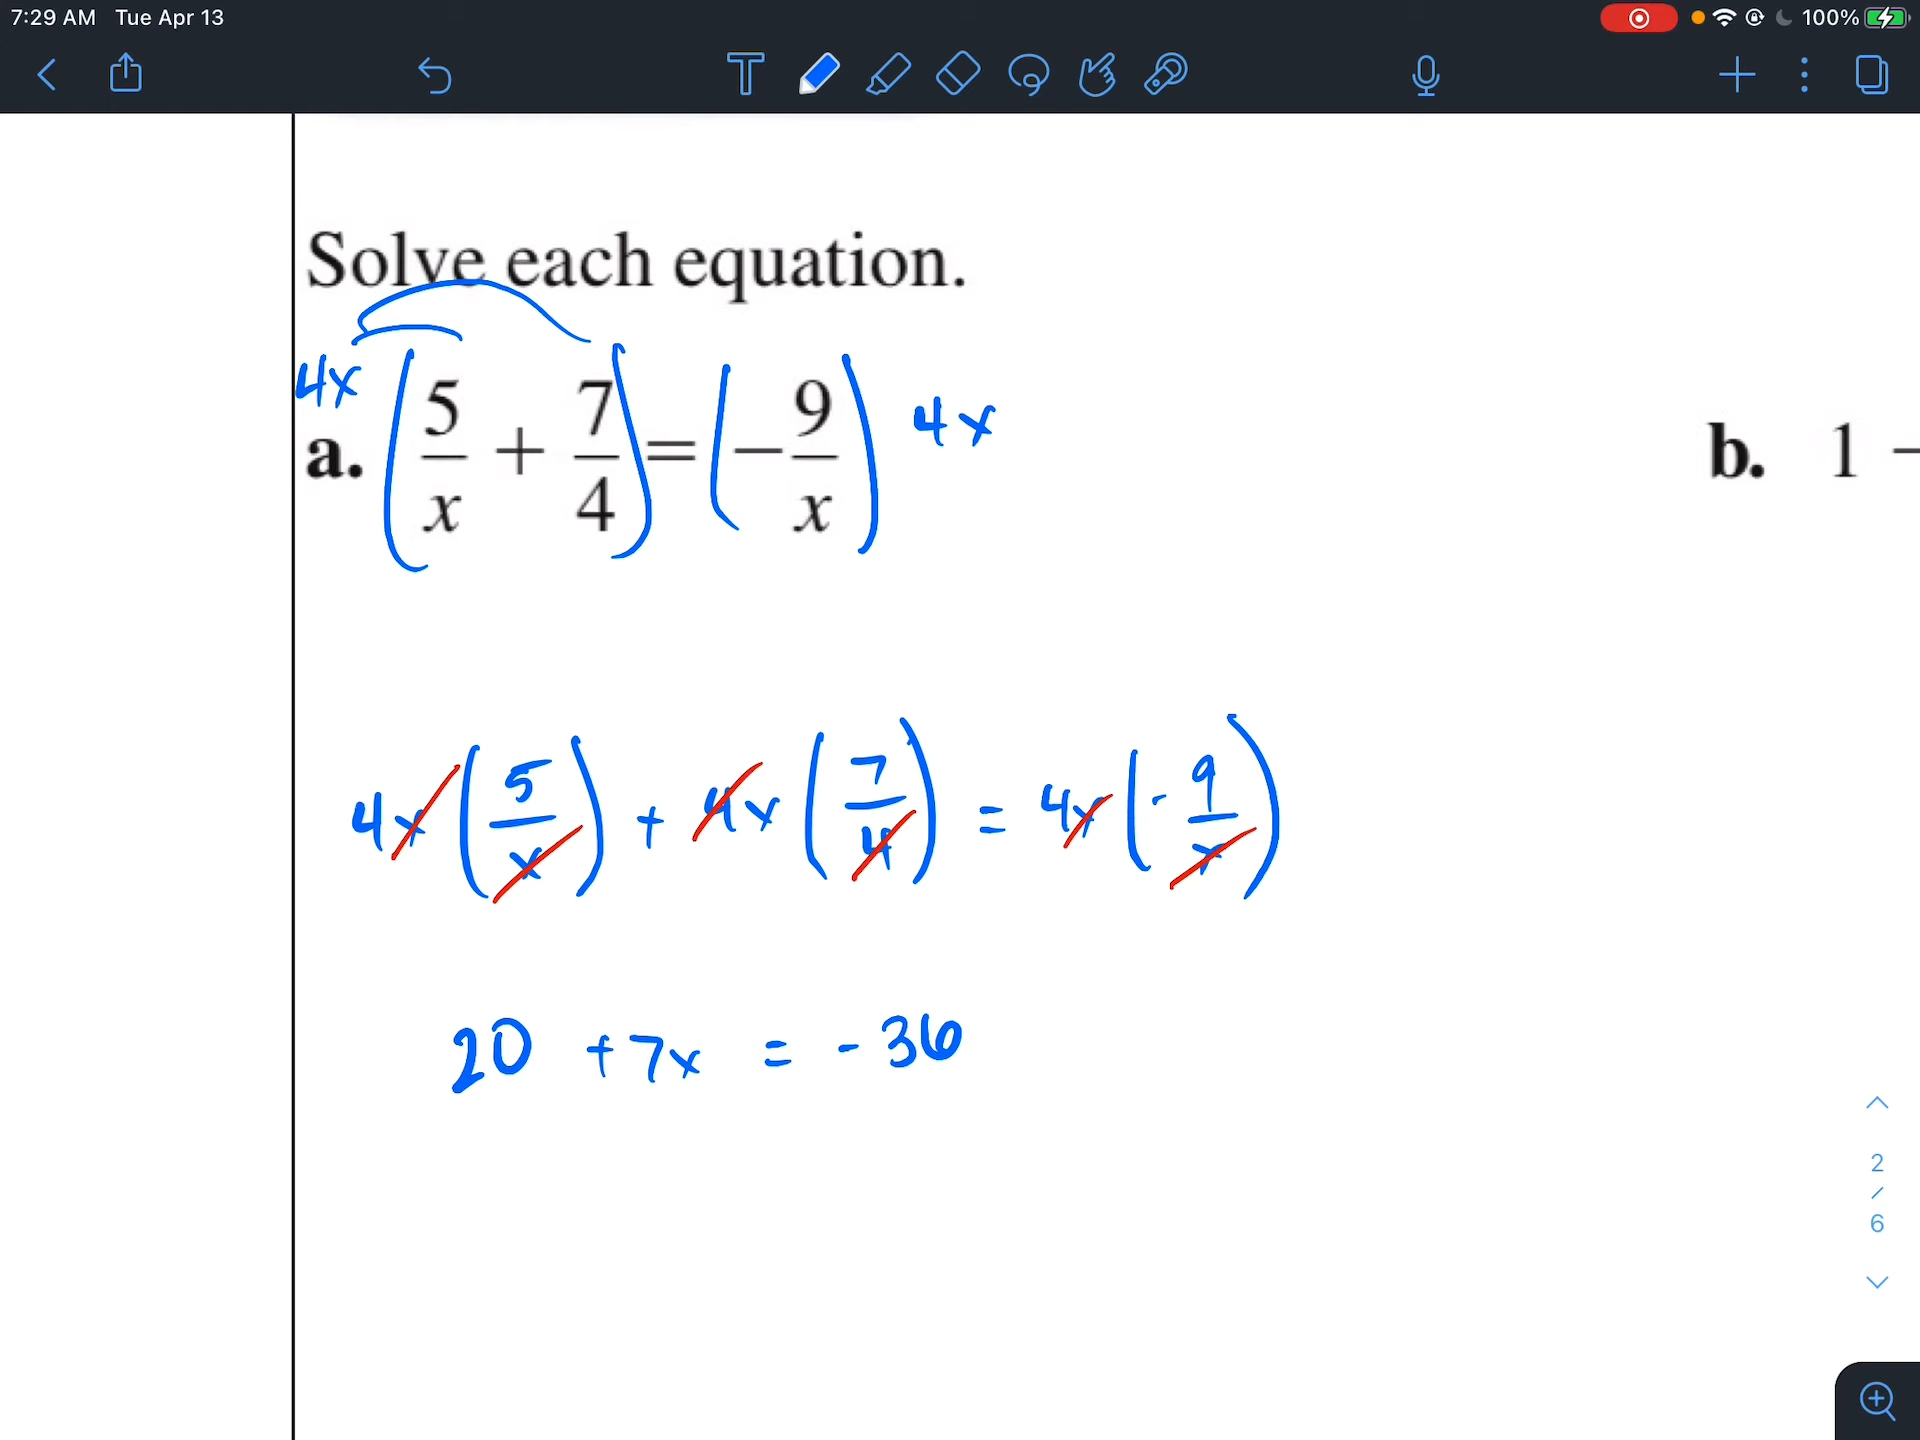 7:29 AM Tue Apr 13 100%
Solve each equation.
4x
a. (5/x + 7/4) = (-9/x) 4x
b. 1 -
4x(5/x) + 4x(7/4) = 4x(-9/x)
20 + 7x = -36
2
/
6